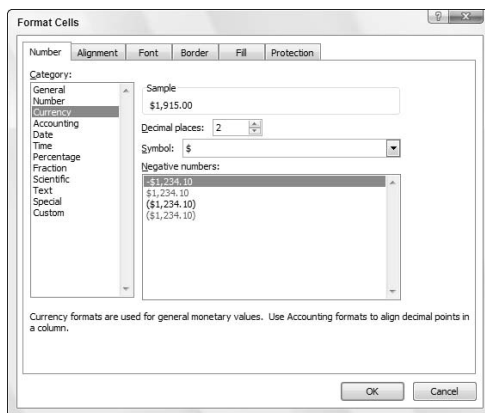 Format Cells
Number Alignment Font Border Fill Protection
Category:
General
Number
Currency
Accounting
Date
Time
Percentage
Fraction
Scientific
Text
Special
Custom
Sample
$1,915.00
Decimal places: 2
Symbol: $
Negative numbers:
-$1,234.10
$1,234.10
($1,234.10)
($1,234.10)
Currency formats are used for general monetary values. Use Accounting formats to align decimal points in
a column.
OK Cancel